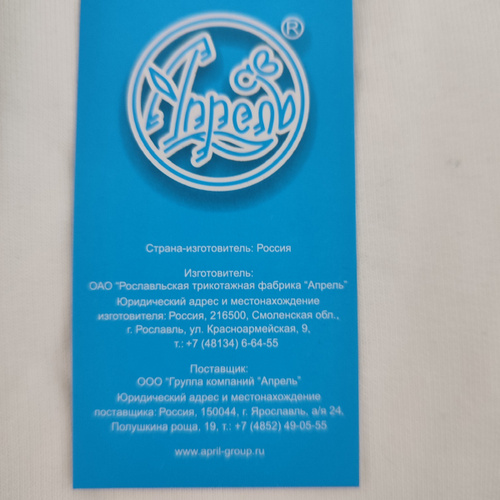 ®
Апрель
Страна-изготовитель: Россия
Изготовитель:
ОАО "Рославльская трикотажная фабрика "Апрель"
Юридический адрес и местонахождение
изготовителя: Россия, 216500, Смоленская обл.,
г. Рославль, ул. Красноармейская, 9,
т.: +7 (48134) 6-64-55
Поставщик:
ООО "Группа компаний "Апрель"
Юридический адрес и местонахождение
поставщика: Россия, 150044, г. Ярославль, а/я 24,
Полушкина роща, 19, т.: +7 (4852) 49-05-55
www.april-group.ru